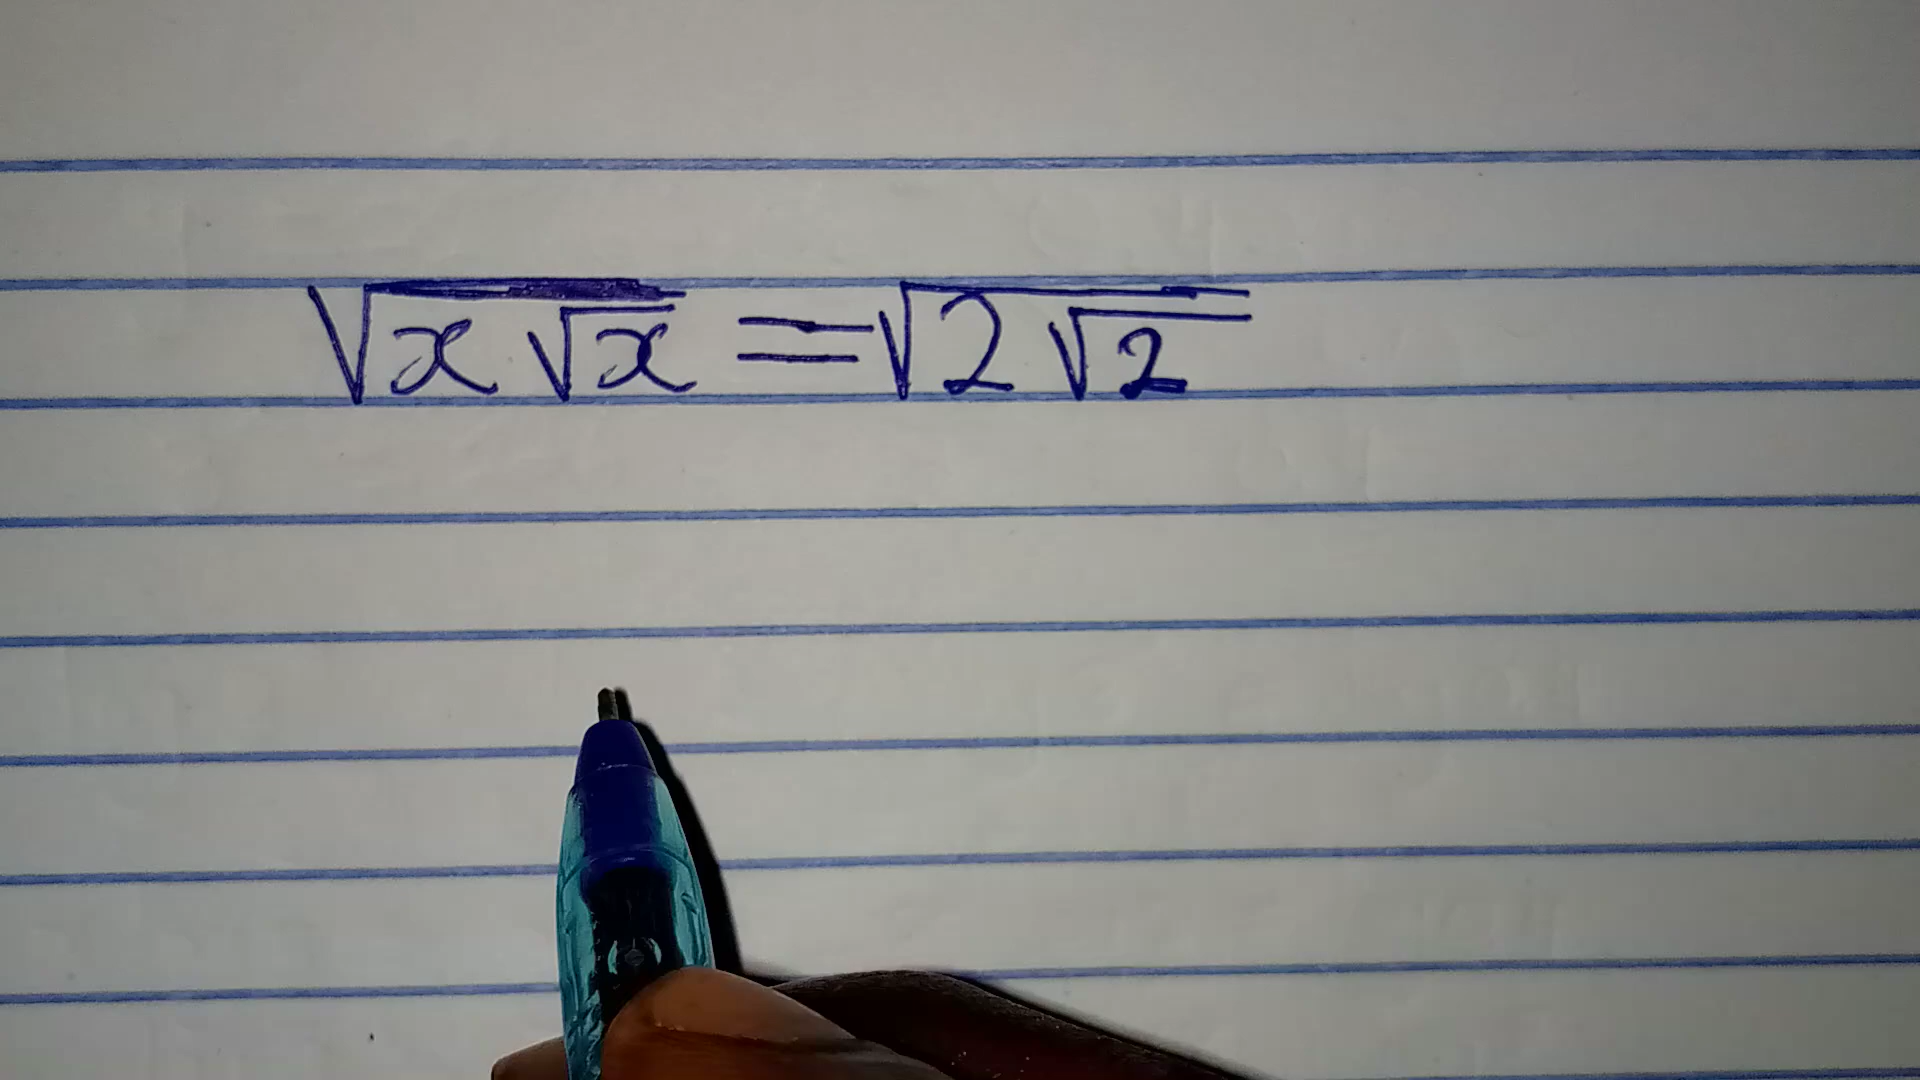 √(x√x) = √(2√2)